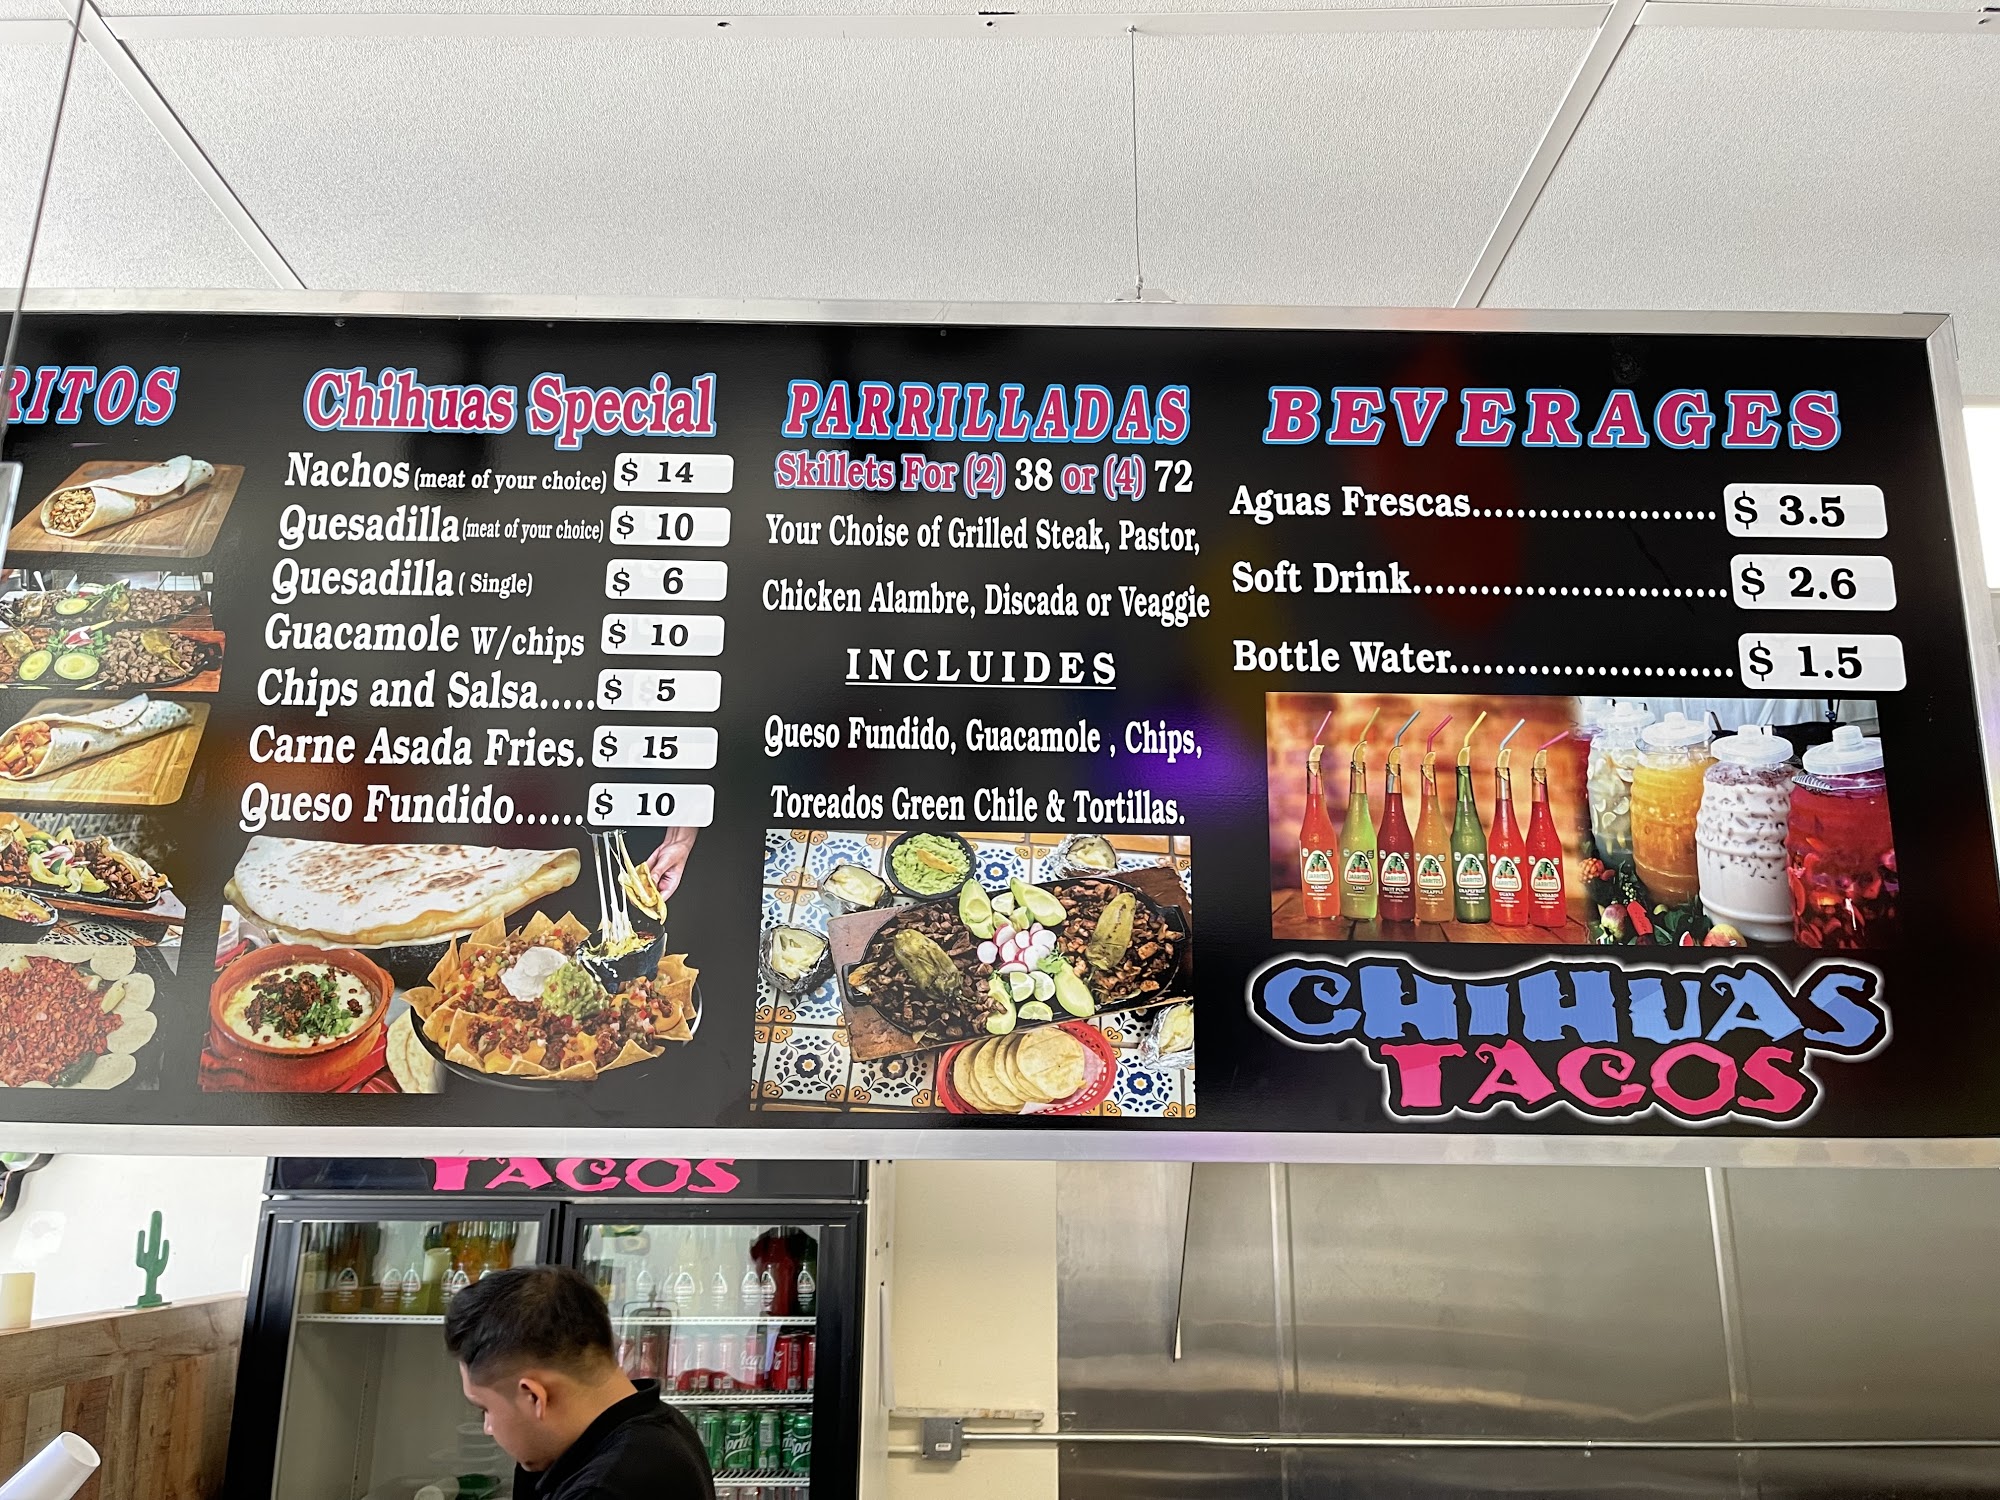 RITOS
Chihuas Special
Nachos (meat of your choice) $ 14
Quesadilla (meat of your choice) $ 10
Quesadilla ( Single) $ 6
Guacamole W/chips $ 10
Chips and Salsa..... $ 5
Carne Asada Fries. $ 15
Queso Fundido...... $ 10
PARRILLADAS
Skillets For (2) 38 or (4) 72
Your Choise of Grilled Steak, Pastor,
Chicken Alambre, Discada or Veaggie
INCLUIDES
Queso Fundido, Guacamole , Chips,
Toreados Green Chile & Tortillas.
BEVERAGES
Aguas Frescas...................... $ 3.5
Soft Drink............................ $ 2.6
Bottle Water......................... $ 1.5
CHIHUAS
TACOS
TACOS
Sprite